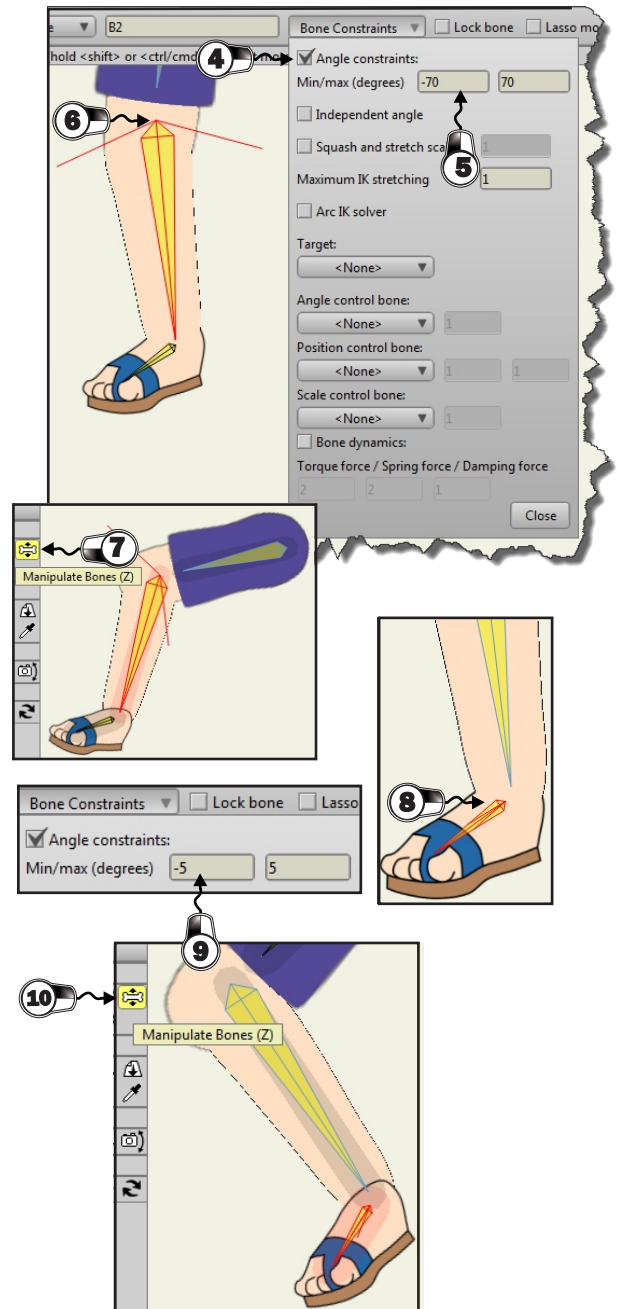 B2
Bone Constraints Lock bone Lasso mo
hold <shift> or <ctrl/cmd
4
Angle constraints:
Min/max (degrees) -70 70
6
Independent angle
5
Squash and stretch sca 1
Maximum IK stretching 1
Arc IK solver
Target:
<None>
Angle control bone:
<None> 1
Position control bone:
<None> 1 1
Scale control bone:
<None> 1
Bone dynamics:
Torque force / Spring force / Damping force
2 2 1
Close
7
Manipulate Bones (Z)
8
Bone Constraints Lock bone Lasso
Angle constraints:
Min/max (degrees) -5 5
9
10
Manipulate Bones (Z)